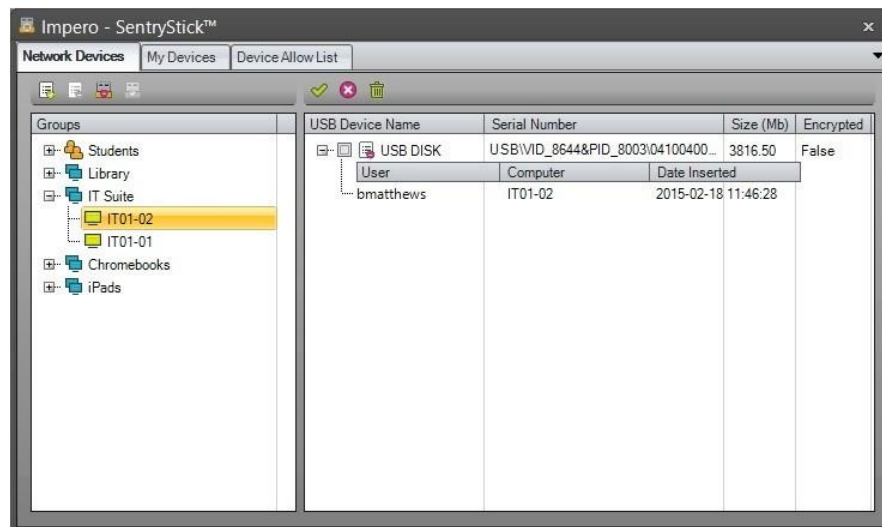 Impero - SentryStick™
Network Devices My Devices Device Allow List
Groups
Students
Library
IT Suite
IT01-02
IT01-01
Chromebooks
iPads
USB Device Name Serial Number Size (Mb) Encrypted
USB DISK USB\VID_8644&PID_8003\04100400... 3816.50 False
User Computer Date Inserted
bmatthews IT01-02 2015-02-18 11:46:28